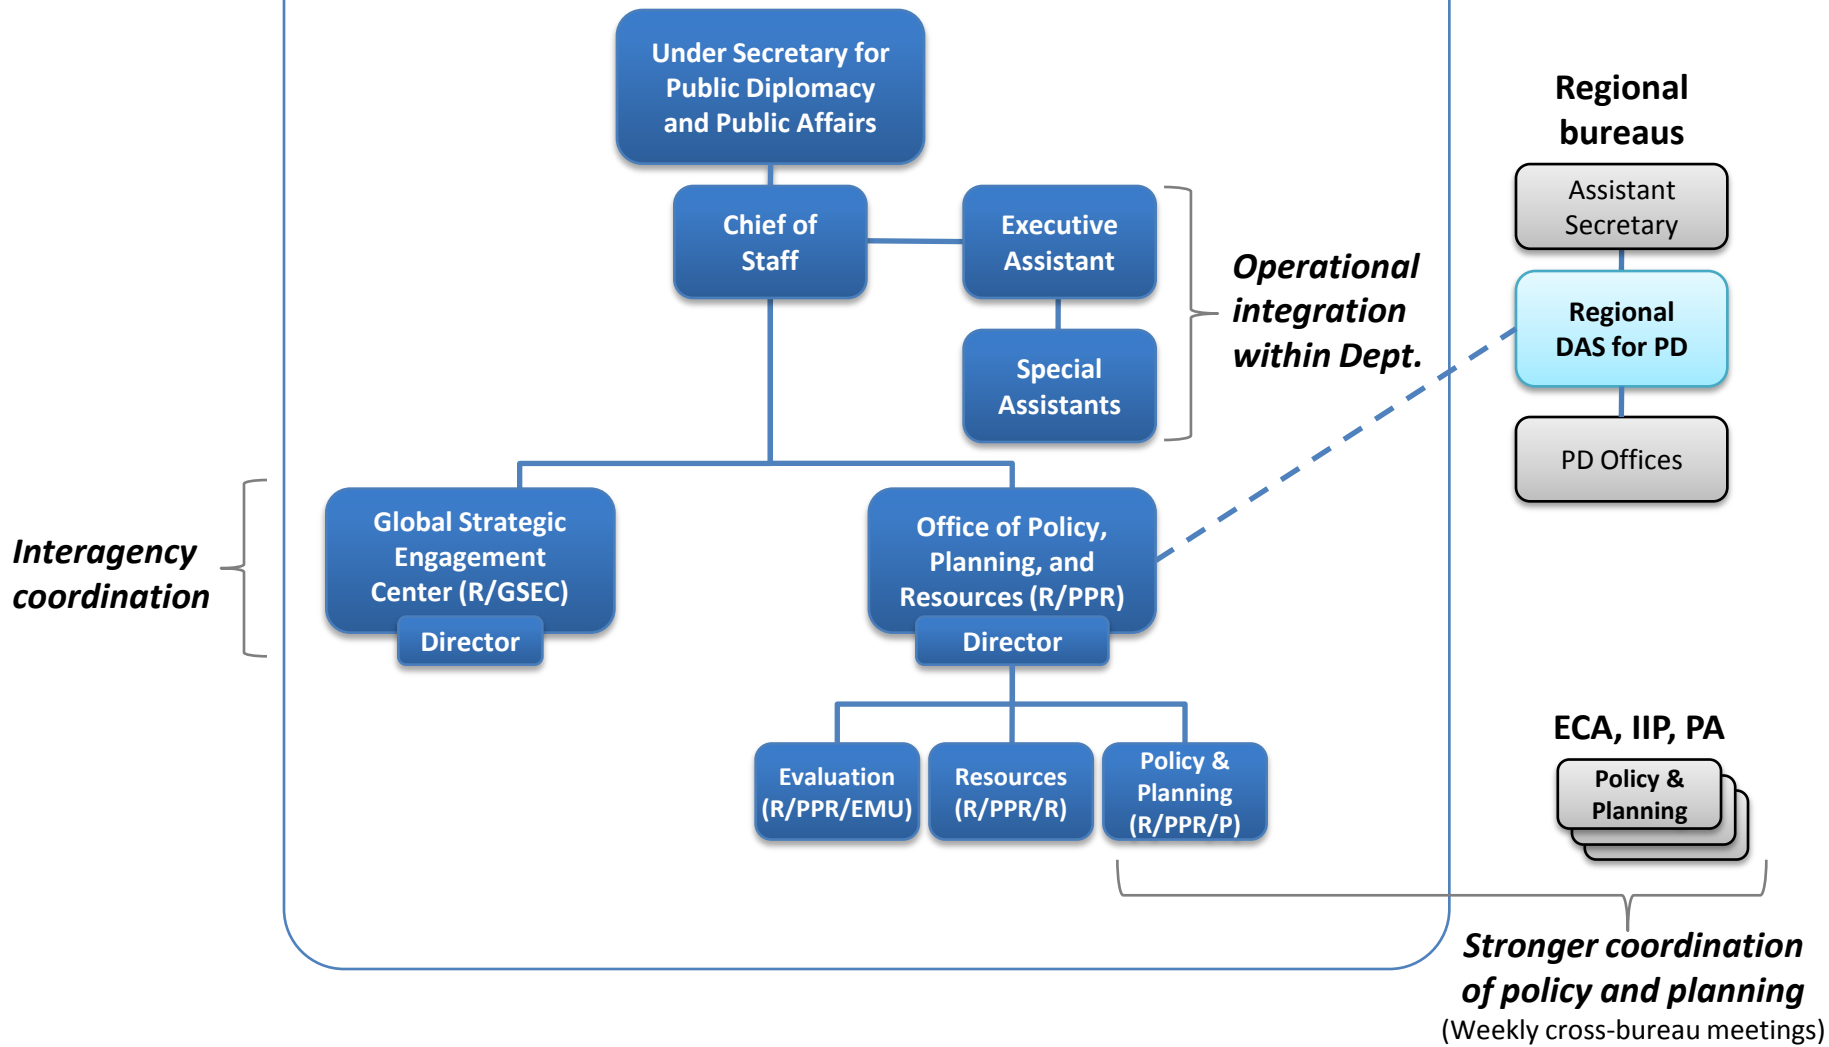 Under Secretary for
Public Diplomacy
and Public Affairs
Chief of
Staff
Executive
Assistant
Special
Assistants
Operational
integration
within Dept.
Regional
bureaus
Assistant
Secretary
Regional
DAS for PD
PD Offices
Interagency
coordination
Global Strategic
Engagement
Center (R/GSEC)
Director
Office of Policy,
Planning, and
Resources (R/PPR)
Director
Evaluation
(R/PPR/EMU)
Resources
(R/PPR/R)
Policy &
Planning
(R/PPR/P)
ECA, IIP, PA
Policy &
Planning
Stronger coordination
of policy and planning
(Weekly cross-bureau meetings)